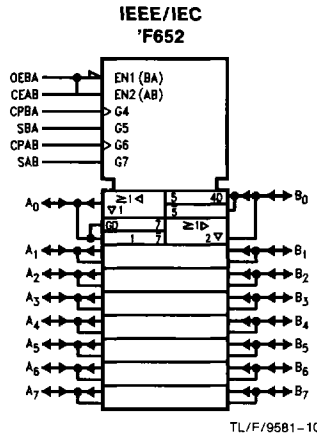 IEEE/IEC
'F652
OEBA EN1 (BA)
CEAB EN2 (AB)
CPBA G4
SBA G5
CPAB G6
SAB G7
A0 ≥1 ▽1 5 4D B0
5
GD 7 ≥1
1 7 2 ▽
A1 B1
A2 B2
A3 B3
A4 B4
A5 B5
A6 B6
A7 B7
TL/F/9581-10